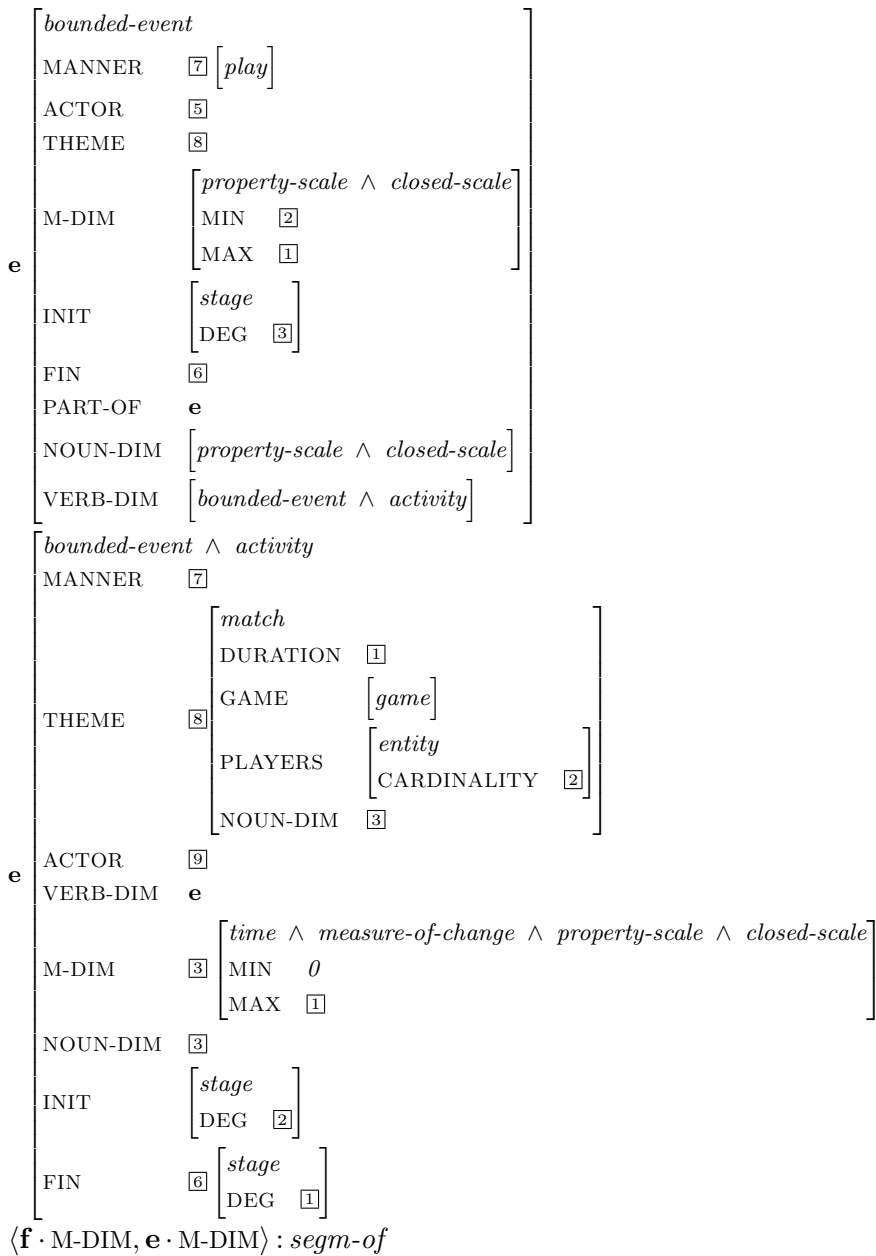 bounded-event
MANNER 7 [play]
ACTOR 5
THEME 8
property-scale ∧ closed-scale
M-DIM MIN 2
MAX 1
e
stage
INIT DEG 3
FIN 6
PART-OF e
NOUN-DIM [property-scale ∧ closed-scale]
VERB-DIM [bounded-event ∧ activity]
bounded-event ∧ activity
MANNER 7
match
DURATION 1
GAME [game]
THEME 8
entity
PLAYERS CARDINALITY 2
NOUN-DIM 3
ACTOR 9
e
VERB-DIM e
time ∧ measure-of-change ∧ property-scale ∧ closed-scale
M-DIM 3 MIN 0
MAX 1
NOUN-DIM 3
stage
INIT DEG 2
stage
FIN 6 DEG 1
⟨f · M-DIM, e · M-DIM⟩ : segm-of